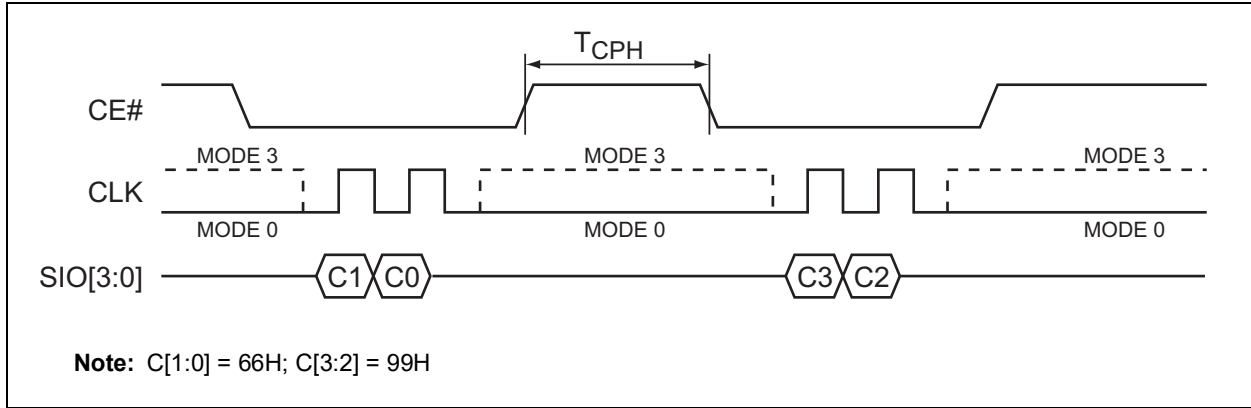 TCPH
CE#
MODE 3 MODE 3 MODE 3
CLK
MODE 0 MODE 0 MODE 0
SIO[3:0] C1 C0 C3 C2
Note: C[1:0] = 66H; C[3:2] = 99H